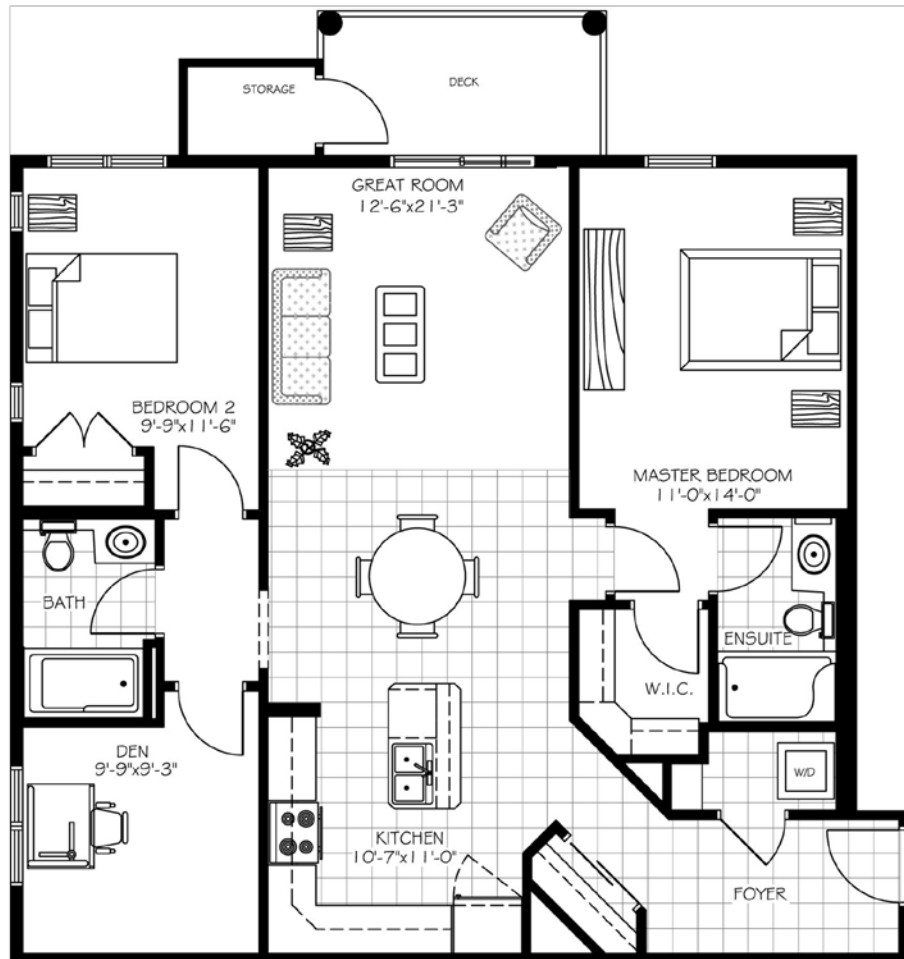 STORAGE
DECK
GREAT ROOM
12'-6"x21'-3"
BEDROOM 2
9'-9"x11'-6"
MASTER BEDROOM
11'-0"x14'-0"
BATH
ENSUITE
W.I.C.
DEN
9'-9"x9'-3"
W/D
KITCHEN
10'-7"x11'-0"
FOYER